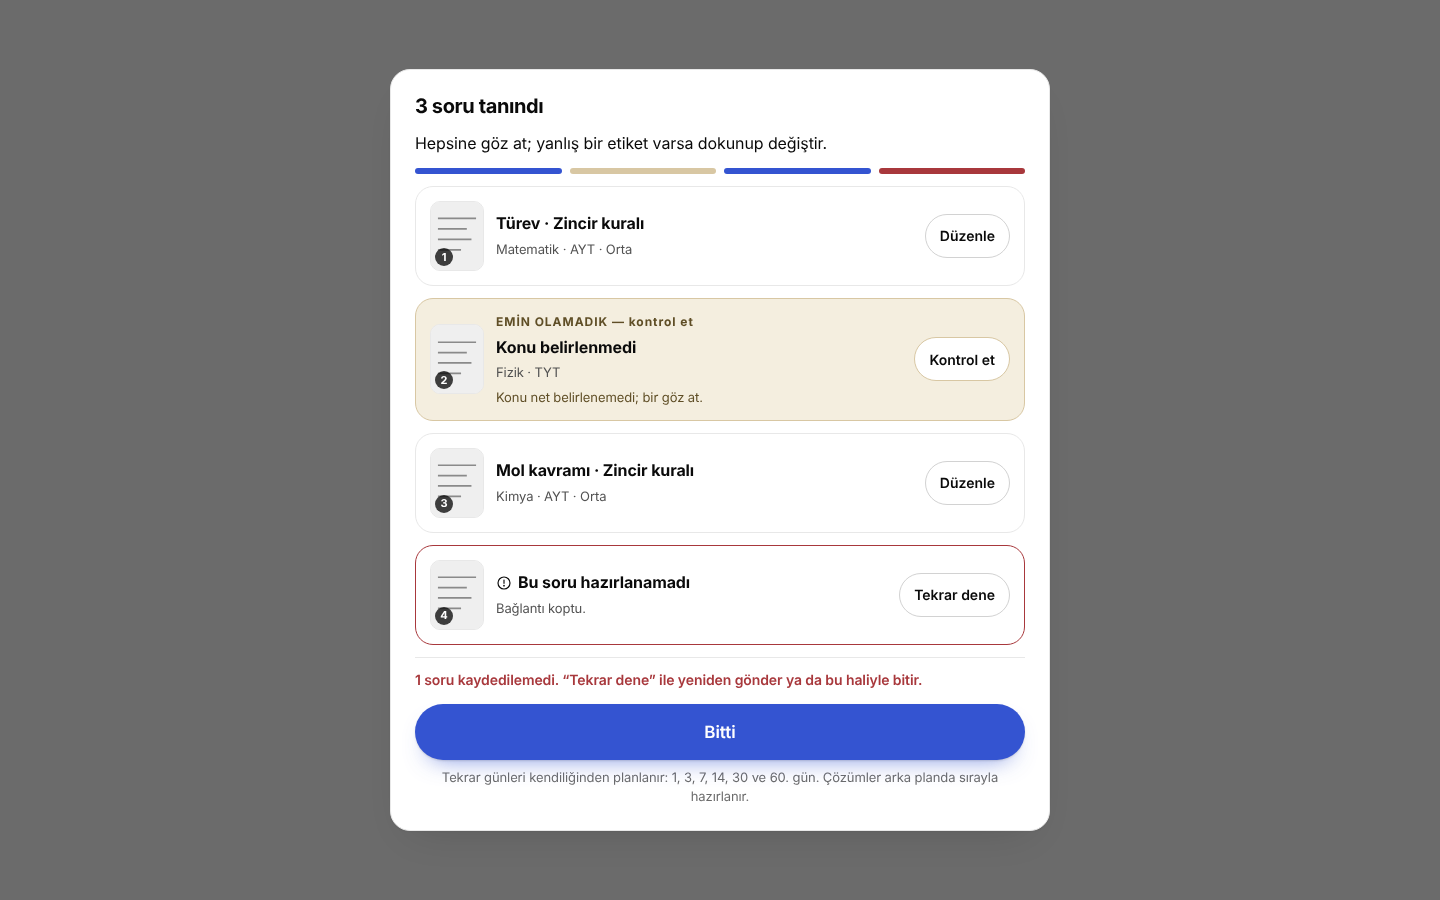 3 soru tanındı
Hepsine göz at; yanlış bir etiket varsa dokunup değiştir.
1
Türev · Zincir kuralı
Matematik · AYT · Orta
Düzenle
2
EMİN OLAMADIK — kontrol et
Konu belirlenmedi
Fizik · TYT
Konu net belirlenemedi; bir göz at.
Kontrol et
3
Mol kavramı · Zincir kuralı
Kimya · AYT · Orta
Düzenle
4
Bu soru hazırlanamadı
Bağlantı koptu.
Tekrar dene
1 soru kaydedilemedi. “Tekrar dene” ile yeniden gönder ya da bu haliyle bitir.
Bitti
Tekrar günleri kendiliğinden planlanır: 1, 3, 7, 14, 30 ve 60. gün. Çözümler arka planda sırayla
hazırlanır.